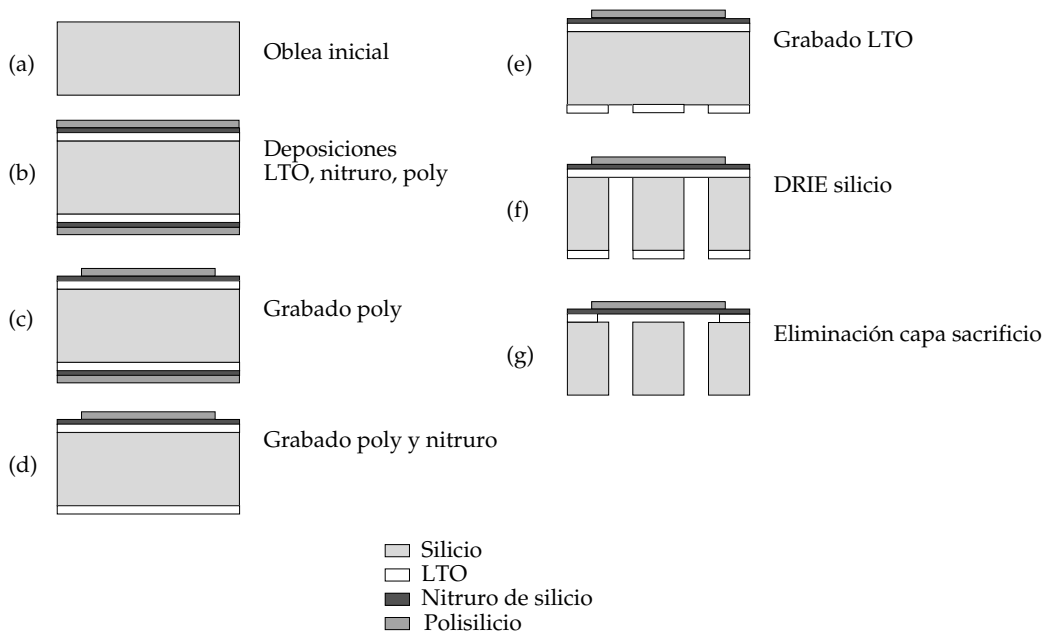 (a)
Oblea inicial
(b)
Deposiciones
LTO, nitruro, poly
(c)
Grabado poly
(d)
Grabado poly y nitruro
(e)
Grabado LTO
(f)
DRIE silicio
(g)
Eliminación capa sacrificio
Silicio
LTO
Nitruro de silicio
Polisilicio